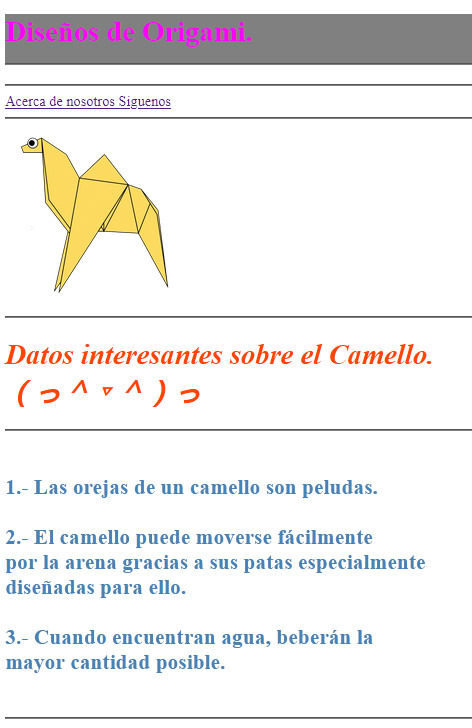 Diseños de Origami.
Acerca de nosotros Siguenos
Datos interesantes sobre el Camello.
(っ^▿^)っ
1.- Las orejas de un camello son peludas.
2.- El camello puede moverse fácilmente
por la arena gracias a sus patas especialmente
diseñadas para ello.
3.- Cuando encuentran agua, beberán la
mayor cantidad posible.